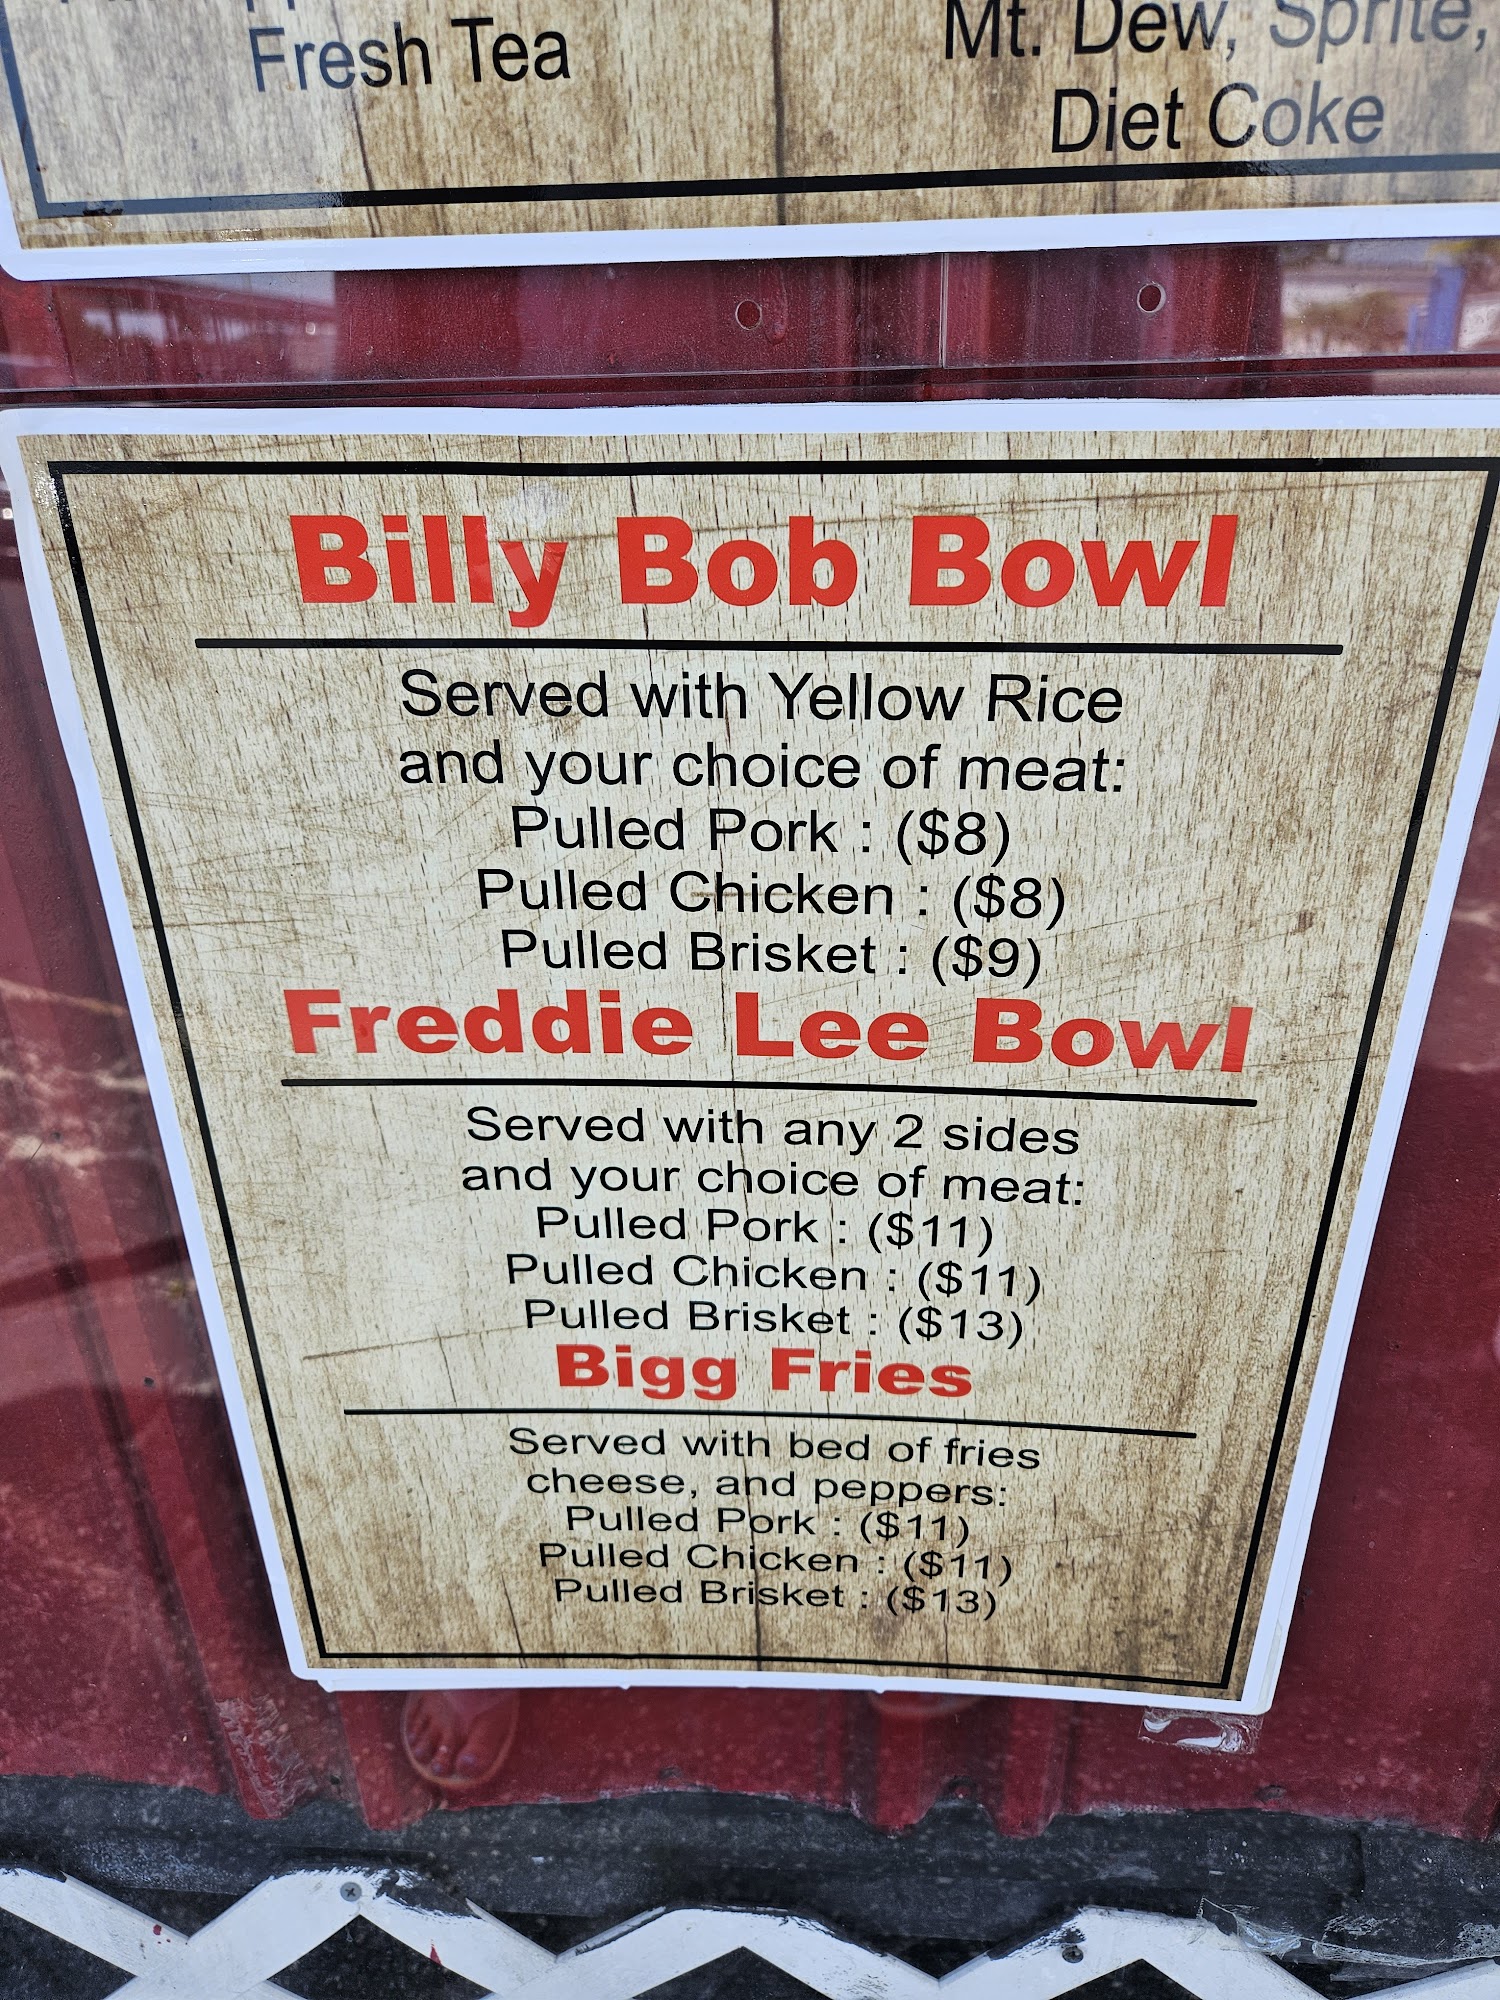 Fresh Tea
Mt. Dew, Sprite,
Diet Coke
Billy Bob Bowl
Served with Yellow Rice
and your choice of meat:
Pulled Pork : ($8)
Pulled Chicken : ($8)
Pulled Brisket : ($9)
Freddie Lee Bowl
Served with any 2 sides
and your choice of meat:
Pulled Pork : ($11)
Pulled Chicken : ($11)
Pulled Brisket : ($13)
Bigg Fries
Served with bed of fries
cheese, and peppers:
Pulled Pork : ($11)
Pulled Chicken : ($11)
Pulled Brisket : ($13)